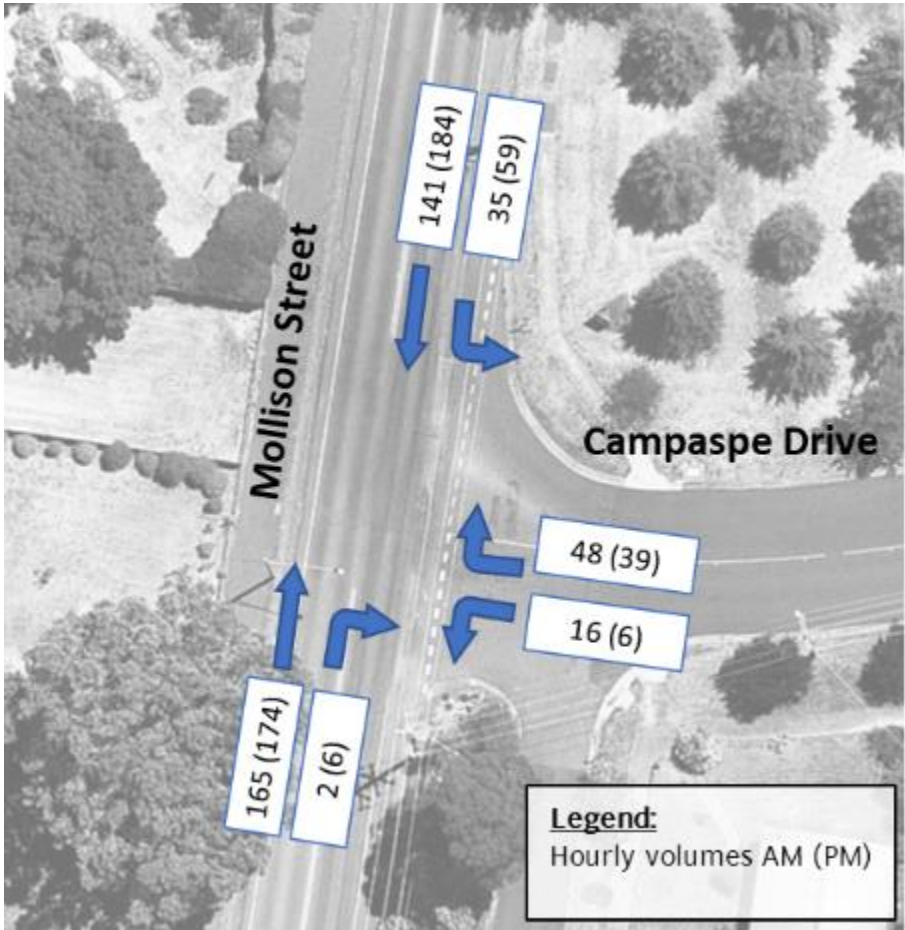 141 (184)
35 (59)
Mollison Street
Campaspe Drive
48 (39)
16 (6)
165 (174)
2 (6)
Legend:
Hourly volumes AM (PM)